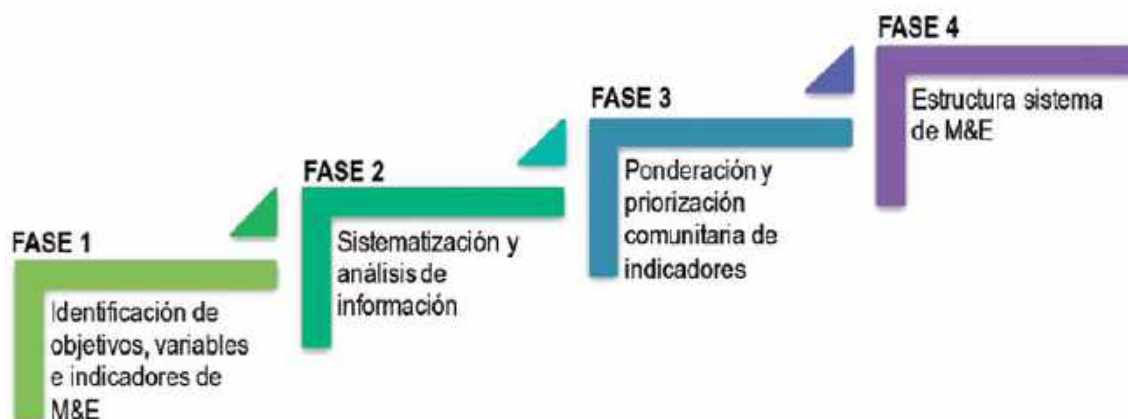 FASE 1
Identificación de
objetivos, variables
e indicadores de
M&E
FASE 2
Sistematización y
análisis de
información
FASE 3
Ponderación y
priorización
comunitaria de
indicadores
FASE 4
Estructura sistema
de M&E